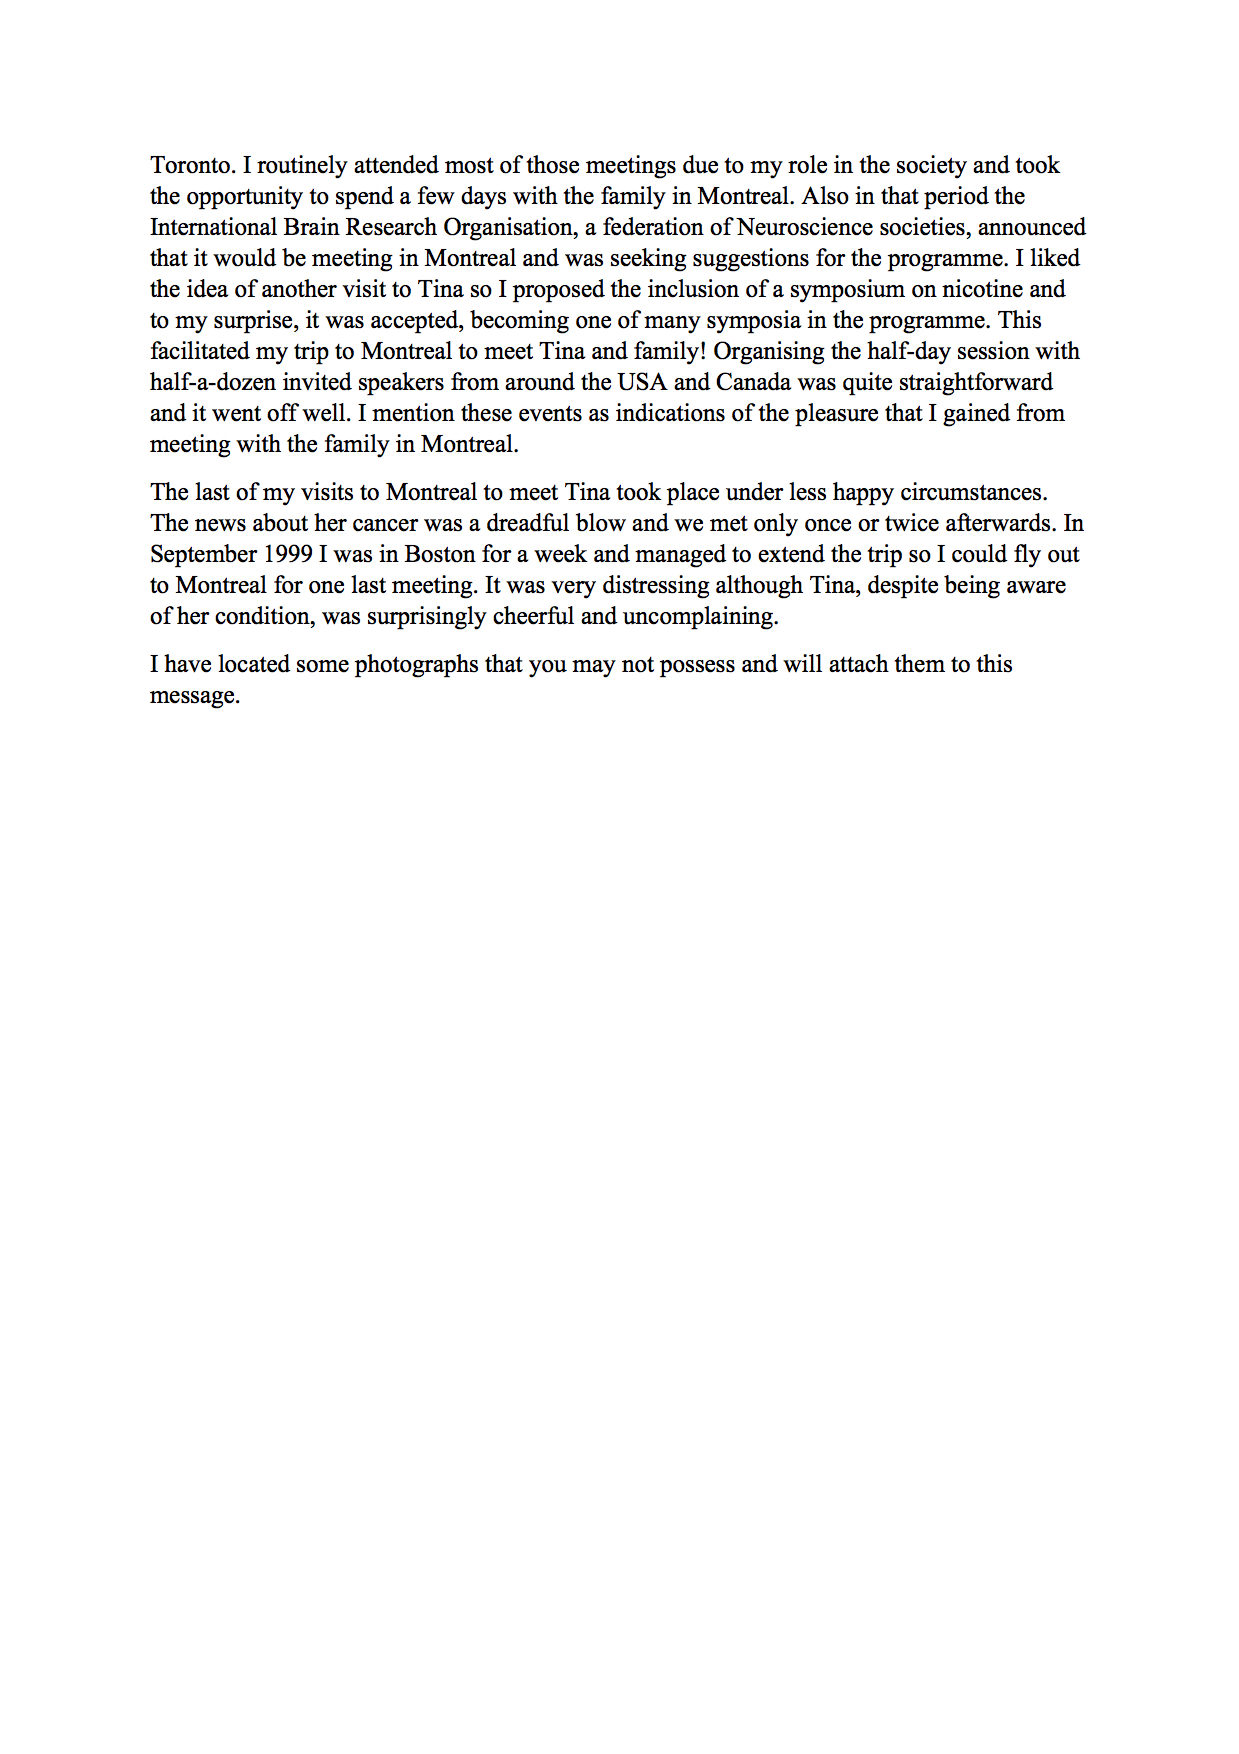 Toronto. I routinely attended most of those meetings due to my role in the society and took
the opportunity to spend a few days with the family in Montreal. Also in that period the
International Brain Research Organisation, a federation of Neuroscience societies, announced
that it would be meeting in Montreal and was seeking suggestions for the programme. I liked
the idea of another visit to Tina so I proposed the inclusion of a symposium on nicotine and
to my surprise, it was accepted, becoming one of many symposia in the programme. This
facilitated my trip to Montreal to meet Tina and family! Organising the half-day session with
half-a-dozen invited speakers from around the USA and Canada was quite straightforward
and it went off well. I mention these events as indications of the pleasure that I gained from
meeting with the family in Montreal.
The last of my visits to Montreal to meet Tina took place under less happy circumstances.
The news about her cancer was a dreadful blow and we met only once or twice afterwards. In
September 1999 I was in Boston for a week and managed to extend the trip so I could fly out
to Montreal for one last meeting. It was very distressing although Tina, despite being aware
of her condition, was surprisingly cheerful and uncomplaining.
I have located some photographs that you may not possess and will attach them to this
message.